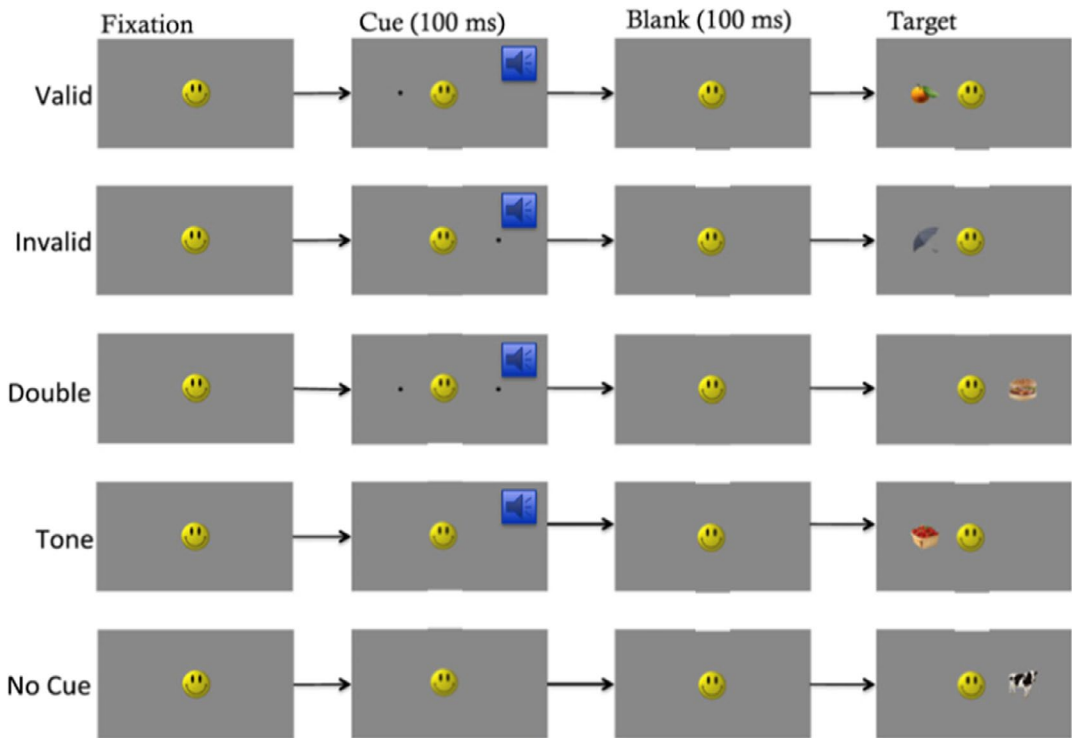 Fixation
Cue (100 ms)
Blank (100 ms)
Target
Valid
Invalid
Double
Tone
No Cue